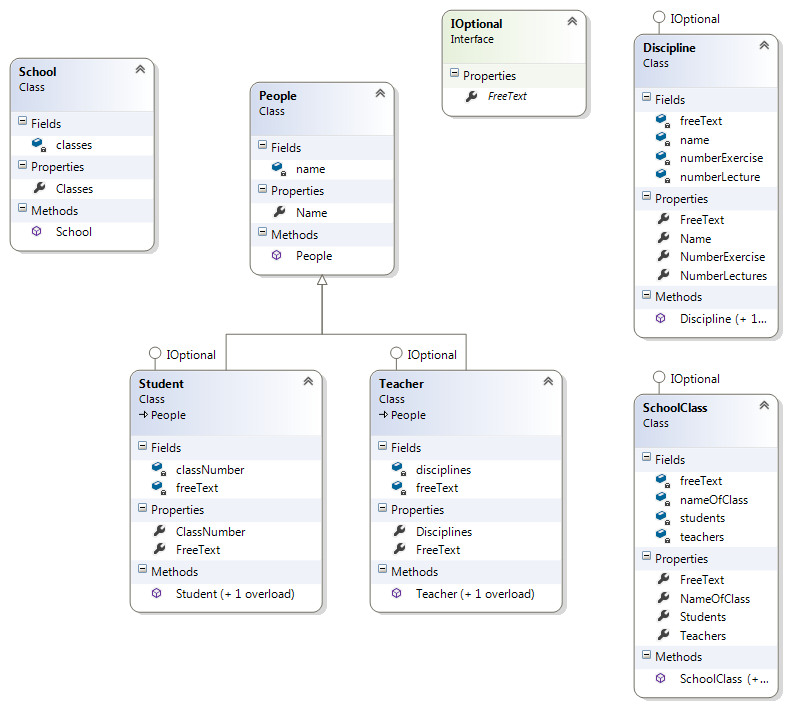 School
Class
Fields
classes
Properties
Classes
Methods
School
People
Class
Fields
name
Properties
Name
Methods
People
IOptional
Interface
Properties
FreeText
IOptional
Discipline
Class
Fields
freeText
name
numberExercise
numberLecture
Properties
FreeText
Name
NumberExercise
NumberLectures
Methods
Discipline (+ 1...
IOptional
Student
Class
People
Fields
classNumber
freeText
Properties
ClassNumber
FreeText
Methods
Student (+ 1 overload)
IOptional
Teacher
Class
People
Fields
disciplines
freeText
Properties
Disciplines
FreeText
Methods
Teacher (+ 1 overload)
IOptional
SchoolClass
Class
Fields
freeText
nameOfClass
students
teachers
Properties
FreeText
NameOfClass
Students
Teachers
Methods
SchoolClass (+...